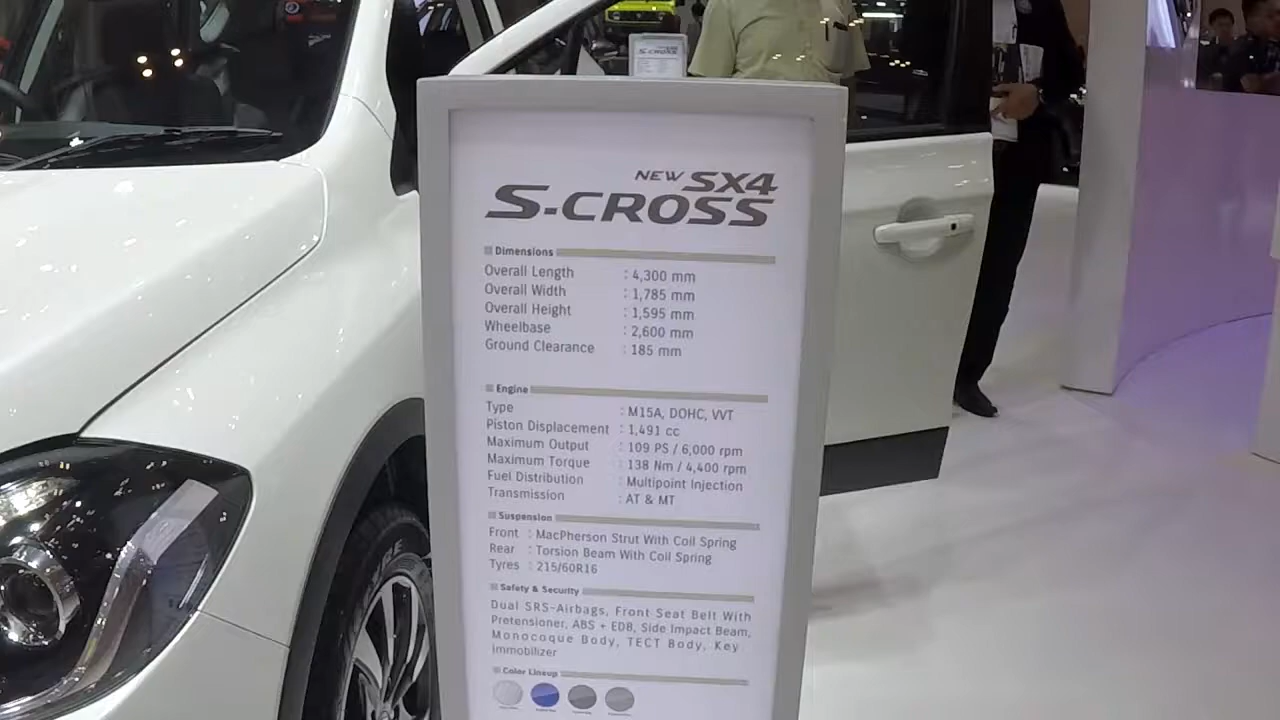 S-CROSS
NEW SX4
S-CROSS
Dimensions
Overall Length : 4,300 mm
Overall Width : 1,785 mm
Overall Height : 1,595 mm
Wheelbase : 2,600 mm
Ground Clearance : 185 mm
Engine
Type : M15A, DOHC, VVT
Piston Displacement : 1,491 cc
Maximum Output : 109 PS / 6,000 rpm
Maximum Torque : 138 Nm / 4,400 rpm
Fuel Distribution : Multipoint Injection
Transmission : AT & MT
Suspension
Front : MacPherson Strut With Coil Spring
Rear : Torsion Beam With Coil Spring
Tyres : 215/60R16
Safety & Security
Dual SRS-Airbags, Front Seat Belt With
Pretensioner, ABS + EDB, Side Impact Beam,
Monocoque Body, TECT Body, Key
Immobilizer
Color Lineup